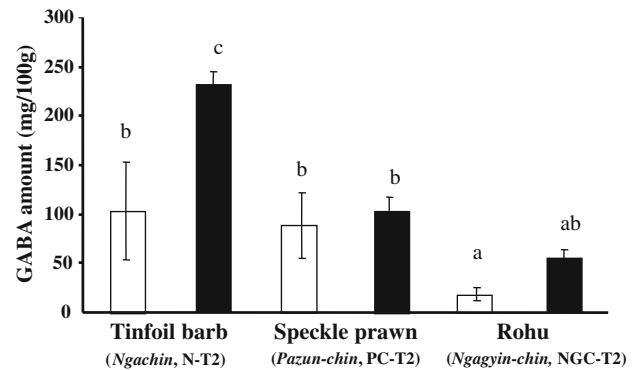 GABA amount (mg/100g)
300
250
200
150
100
50
0
b
c
b
b
a
ab
Tinfoil barb
(Ngachin, N-T2)
Speckle prawn
(Pazun-chin, PC-T2)
Rohu
(Ngagyin-chin, NGC-T2)